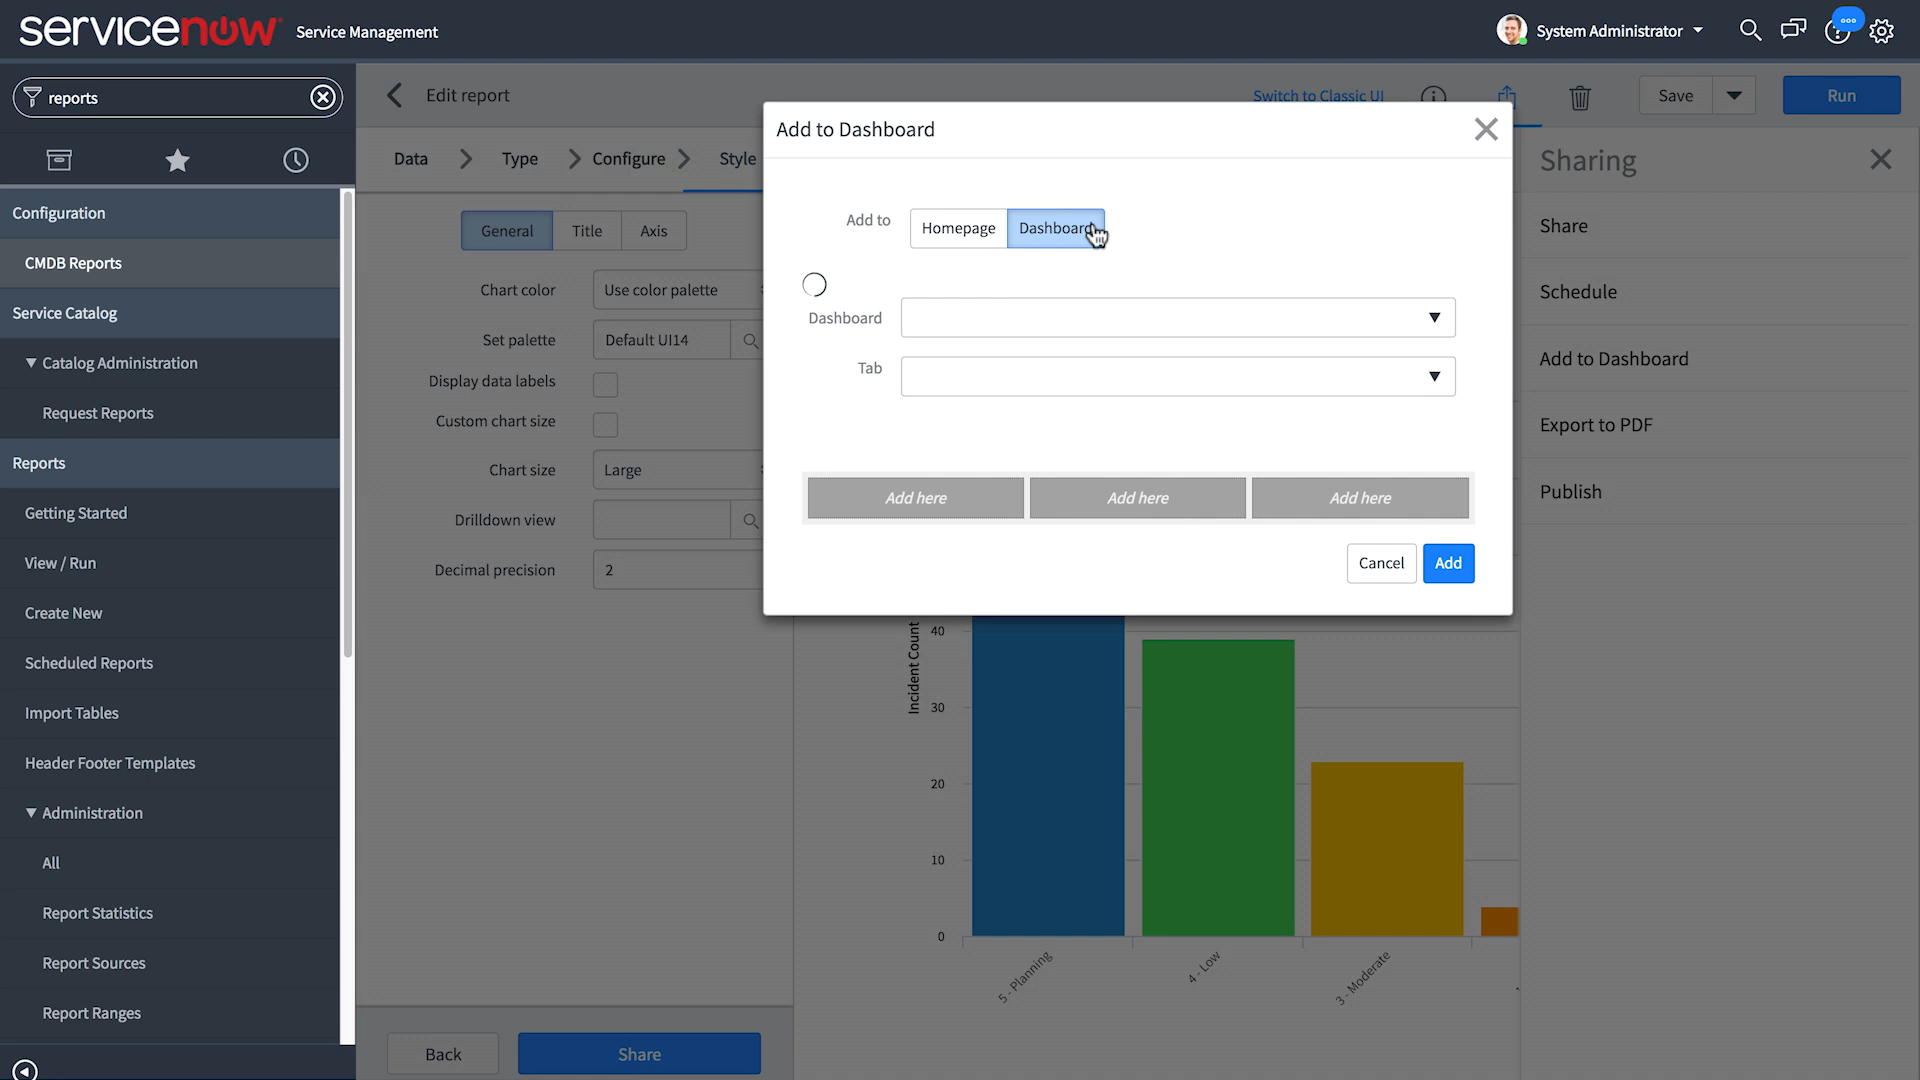 servicenow Service Management
System Administrator
reports
Configuration
CMDB Reports
Service Catalog
Catalog Administration
Request Reports
Reports
Getting Started
View / Run
Create New
Scheduled Reports
Import Tables
Header Footer Templates
Administration
All
Report Statistics
Report Sources
Report Ranges
Edit report
Switch to Classic UI
Save
Run
Data
Type
Configure
Style
General
Title
Axis
Chart color
Use color palette
Set palette
Default UI14
Display data labels
Custom chart size
Chart size
Large
Drilldown view
Decimal precision
2
Back
Share
Add to Dashboard
Add to
Homepage
Dashboard
Dashboard
Tab
Add here
Add here
Add here
Cancel
Add
Incident Count
40
30
20
10
0
5 - Planning
4 - Low
3 - Moderate
Sharing
Share
Schedule
Add to Dashboard
Export to PDF
Publish